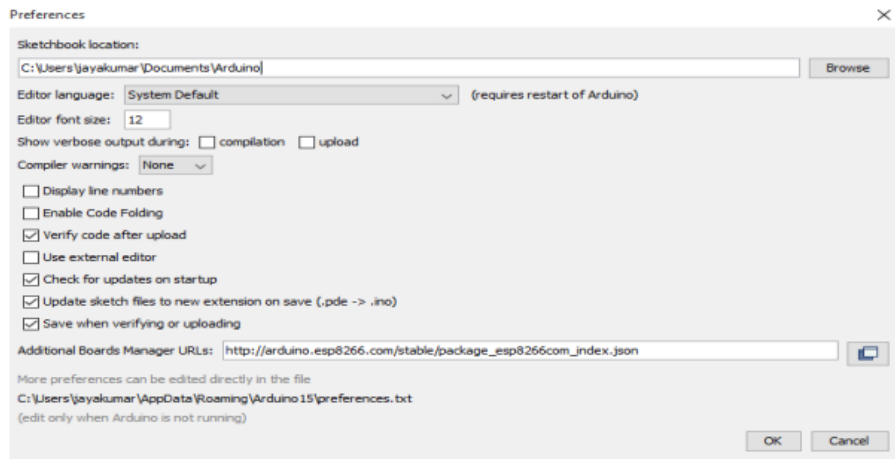 Preferences
Sketchbook location:
C:\Users\jayakumar\Documents\Arduino Browse
Editor language: System Default (requires restart of Arduino)
Editor font size: 12
Show verbose output during: compilation upload
Compiler warnings: None
Display line numbers
Enable Code Folding
Verify code after upload
Use external editor
Check for updates on startup
Update sketch files to new extension on save (.pde -> .ino)
Save when verifying or uploading
Additional Boards Manager URLs: http://arduino.esp8266.com/stable/package_esp8266com_index.json
More preferences can be edited directly in the file
C:\Users\jayakumar\AppData\Roaming\Arduino15\preferences.txt
(edit only when Arduino is not running)
OK Cancel